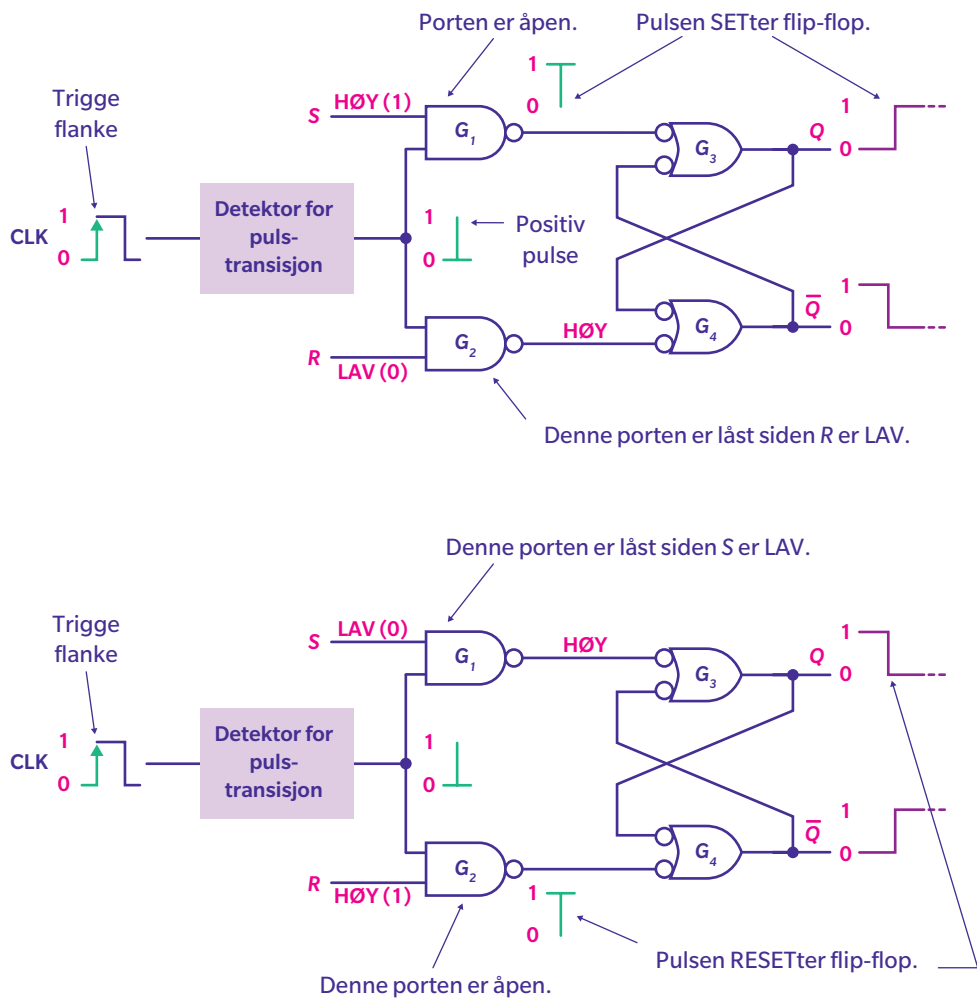 Porten er åpen.
Pulsen SETter flip-flop.
Trigge
flanke
S
HØY (1)
1
0
G1
G3
Q
1
0
CLK
1
0
Detektor for
puls-
transisjon
1
0
Positiv
pulse
R
LAV (0)
G2
HØY
G4
Q̅
1
0
Denne porten er låst siden R er LAV.
Denne porten er låst siden S er LAV.
Trigge
flanke
S
LAV (0)
G1
HØY
G3
Q
1
0
CLK
1
0
Detektor for
puls-
transisjon
1
0
R
HØY (1)
G2
1
0
G4
Q̅
1
0
Pulsen RESETter flip-flop.
Denne porten er åpen.